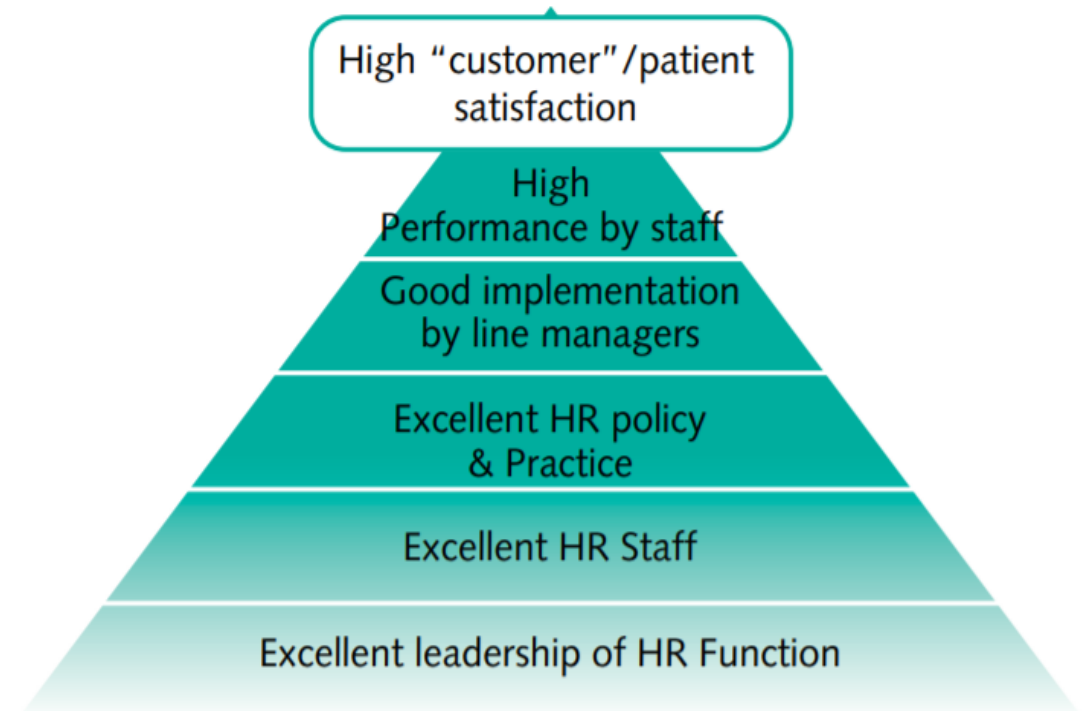 High “customer”/patient
satisfaction
High
Performance by staff
Good implementation
by line managers
Excellent HR policy
& Practice
Excellent HR Staff
Excellent leadership of HR Function